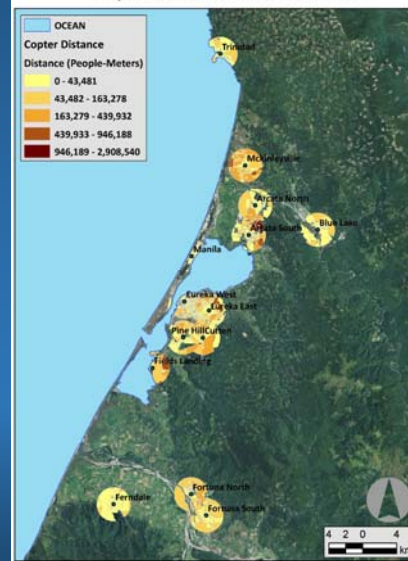 OCEAN
Copter Distance
Distance (People-Meters)
0 - 43,481
43,482 - 163,278
163,279 - 439,932
439,933 - 946,188
946,189 - 2,908,540
Trinidad
McKinleyville
Arcata North
Blue Lake
Arcata South
Manila
Eureka West
Eureka East
Pine Hill Cutten
Fields Landing
Fortuna North
Ferndale
Fortuna South
4 2 0 4
km